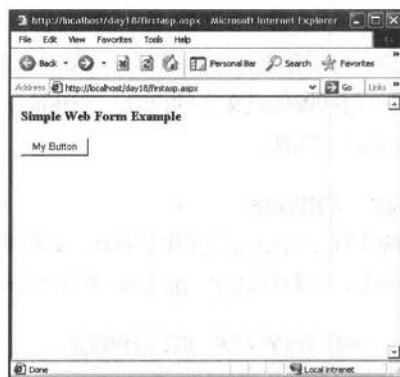 http://localhost/day18/firstasp.aspx - Microsoft Internet Explorer
File Edit View Favorites Tools Help
Back Personal Bar Search Favorites
Address http://localhost/day18/firstasp.aspx Go Links
Simple Web Form Example
My Button
Done Local intranet